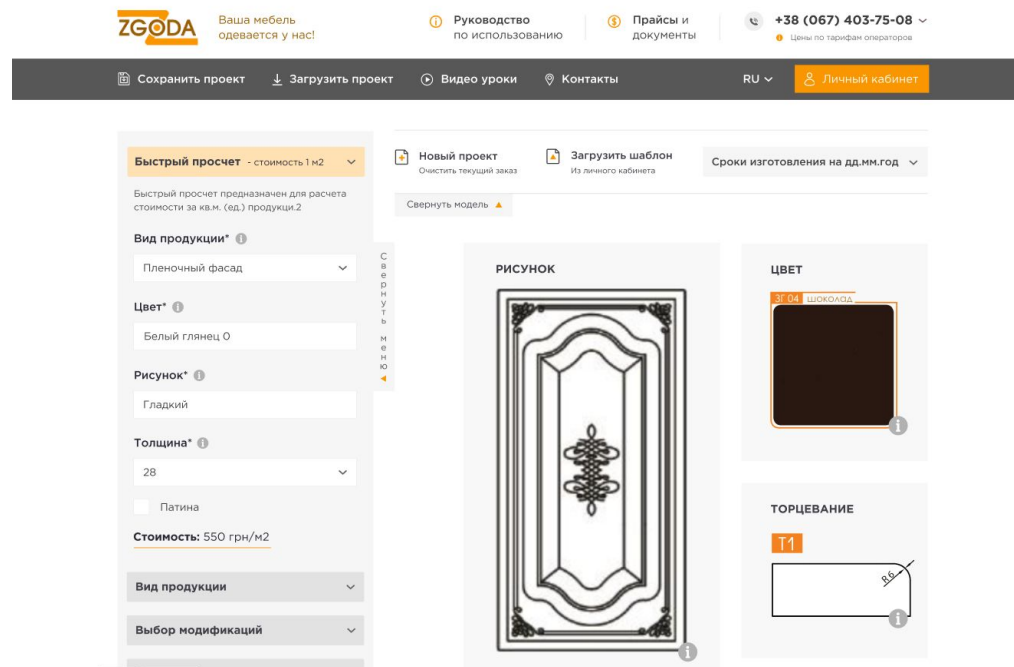 ZGODA
Ваша мебель
одевается у нас!
Руководство
по использованию
Прайсы и
документы
+38 (067) 403-75-08
Цены по тарифам операторов
Сохранить проект
Загрузить проект
Видео уроки
Контакты
RU
Личный кабинет
Быстрый просчет - стоимость 1 м2
Быстрый просчет предназначен для расчета
стоимости за кв.м. (ед.) продукци.2
Вид продукции*
Пленочный фасад
Цвет*
Белый глянец 0
Рисунок*
Гладкий
Толщина*
28
Патина
Стоимость: 550 грн/м2
Вид продукции
Выбор модификаций
Свернуть меню
Новый проект
Очистить текущий заказ
Загрузить шаблон
Из личного кабинета
Сроки изготовления на дд.мм.год
Свернуть модель
РИСУНОК
ЦВЕТ
ЗГ 04 шоколад
ТОРЦЕВАНИЕ
Т1
R6